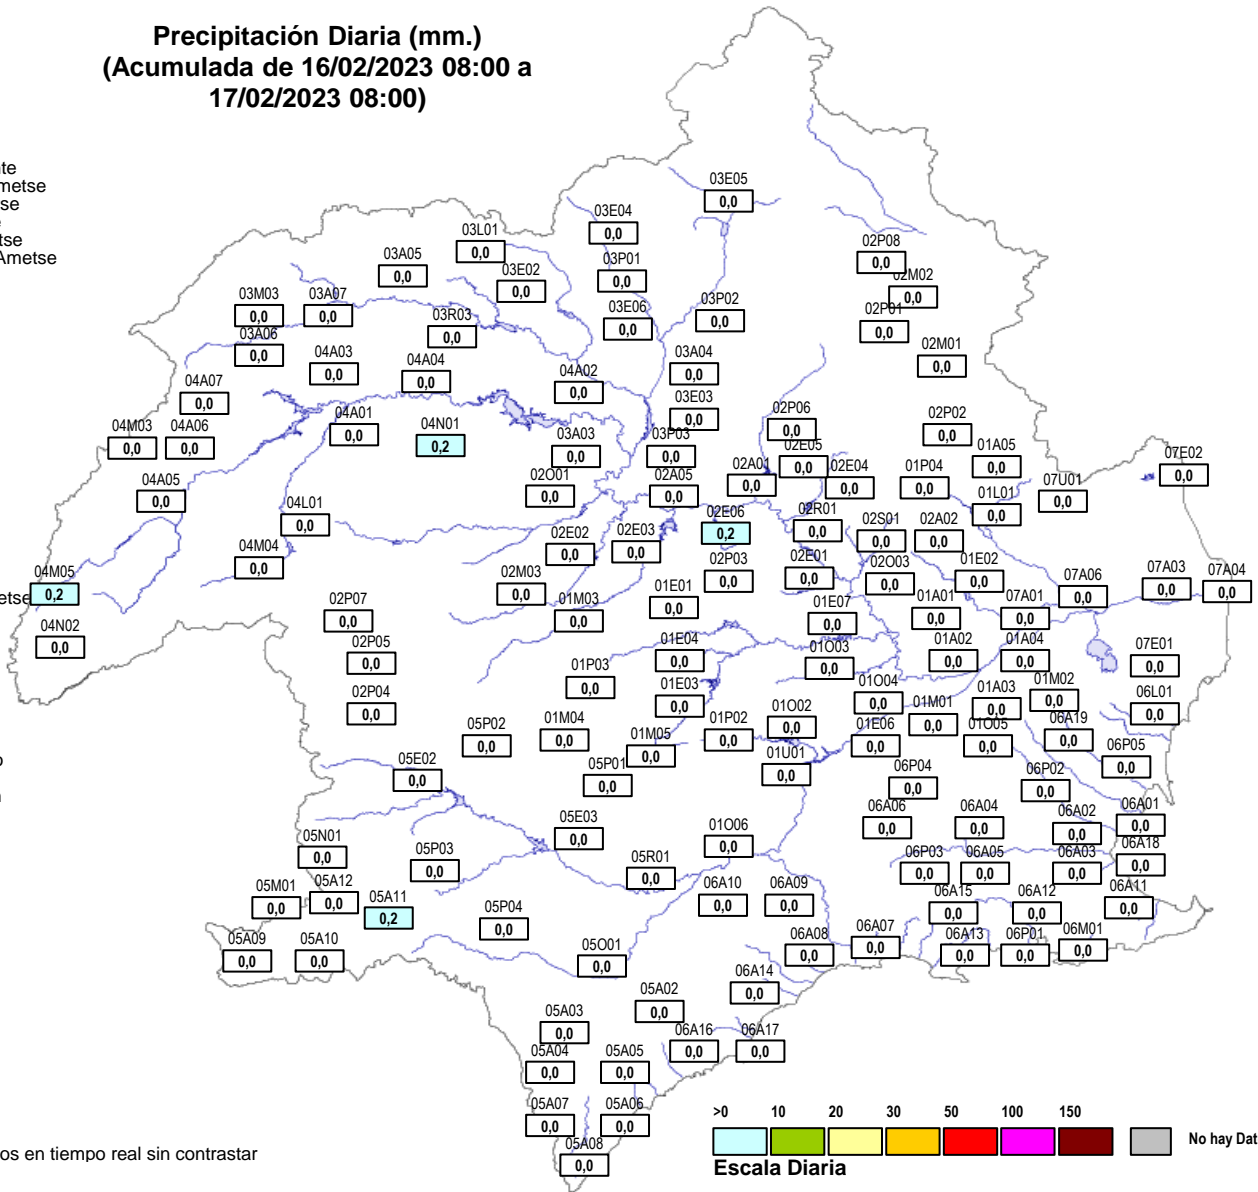 Precipitación Diaria (mm.)
(Acumulada de 16/02/2023 08:00 a
17/02/2023 08:00)
03E05
0,0
03E04
0,0
03L01
0,0
03P01
0,0
03A05
0,0
03E02
0,0
02P08
0,0
02M02
0,0
03M03
0,0
03A07
0,0
03E06
0,0
03P02
0,0
02P01
0,0
03R03
0,0
03A06
0,0
04A03
0,0
04A04
0,0
03A04
0,0
02M01
0,0
04A02
0,0
04A07
0,0
03E03
0,0
02P06
0,0
04M03
0,0
04A06
0,0
04A01
0,0
04N01
0,2
02P02
0,0
03A03
0,0
03P03
0,0
02E05
0,0
01A05
0,0
07E02
0,0
02A01
0,0
02E04
0,0
01P04
0,0
04A05
0,0
02O01
0,0
02A05
0,0
07U01
0,0
01L01
0,0
04L01
0,0
02E06
0,2
02R01
0,0
02S01
0,0
02A02
0,0
02E02
0,0
02E03
0,0
04M04
0,0
02P03
0,0
02E01
0,0
02O03
0,0
01E02
0,0
04M05
0,2
etse
02M03
0,0
07A06
0,0
07A03
0,0
07A04
0,0
01E01
0,0
02P07
0,0
01M03
0,0
01E07
0,0
01A01
0,0
07A01
0,0
04N02
0,0
02P05
0,0
01E04
0,0
01O03
0,0
01A02
0,0
01A04
0,0
07E01
0,0
01P03
0,0
01E03
0,0
01O04
0,0
01A03
0,0
01M02
0,0
06L01
0,0
02P04
0,0
01O02
0,0
01M01
0,0
05P02
0,0
01M04
0,0
01P02
0,0
01E06
0,0
01O05
0,0
06A19
0,0
01M05
0,0
06P05
0,0
05E02
0,0
05P01
0,0
01U01
0,0
06P04
0,0
06P02
0,0
05E03
0,0
06A06
0,0
06A04
0,0
06A02
0,0
06A01
0,0
01O06
0,0
05N01
0,0
05P03
0,0
05R01
0,0
06P03
0,0
06A05
0,0
06A03
0,0
06A18
0,0
05M01
0,0
05A12
0,0
05A11
0,2
06A10
0,0
06A09
0,0
06A15
0,0
06A12
0,0
06A11
0,0
05P04
0,0
05A09
0,0
05A10
0,0
05O01
0,0
06A08
0,0
06A07
0,0
06A13
0,0
06P01
0,0
06M01
0,0
06A14
0,0
05A02
0,0
05A03
0,0
06A16
0,0
06A17
0,0
05A04
0,0
05A05
0,0
05A07
0,0
05A06
0,0
05A08
0,0
>0 10 20 30 50 100 150
No hay Dat
Escala Diaria
os en tiempo real sin contrastar